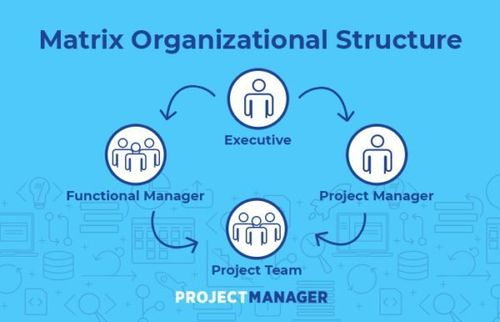 Matrix Organizational Structure
Executive
Functional Manager
Project Manager
Project Team
PROJECTMANAGER